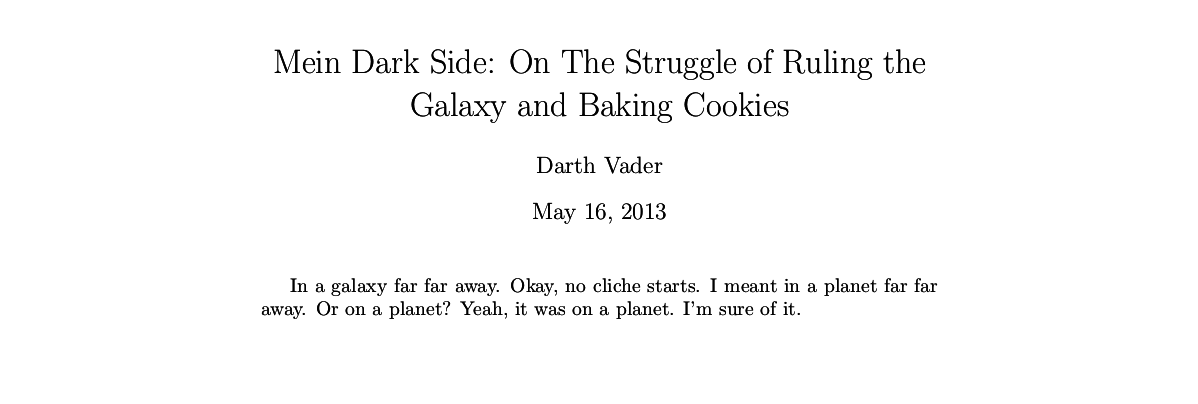 Mein Dark Side: On The Struggle of Ruling the
Galaxy and Baking Cookies
Darth Vader
May 16, 2013
In a galaxy far far away. Okay, no cliche starts. I meant in a planet far far
away. Or on a planet? Yeah, it was on a planet. I'm sure of it.